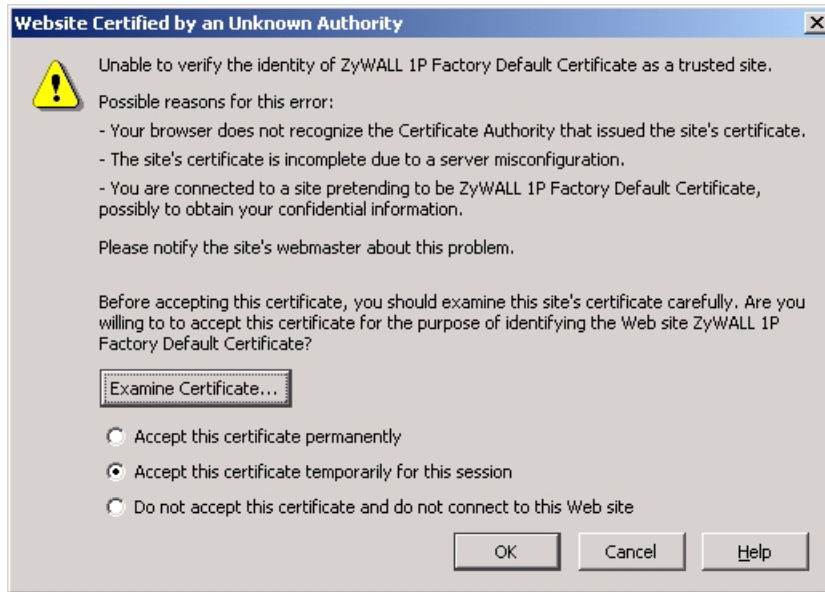 Website Certified by an Unknown Authority
Unable to verify the identity of ZyWALL 1P Factory Default Certificate as a trusted site.
Possible reasons for this error:
- Your browser does not recognize the Certificate Authority that issued the site's certificate.
- The site's certificate is incomplete due to a server misconfiguration.
- You are connected to a site pretending to be ZyWALL 1P Factory Default Certificate,
possibly to obtain your confidential information.
Please notify the site's webmaster about this problem.
Before accepting this certificate, you should examine this site's certificate carefully. Are you
willing to to accept this certificate for the purpose of identifying the Web site ZyWALL 1P
Factory Default Certificate?
Examine Certificate...
Accept this certificate permanently
Accept this certificate temporarily for this session
Do not accept this certificate and do not connect to this Web site
OK Cancel Help